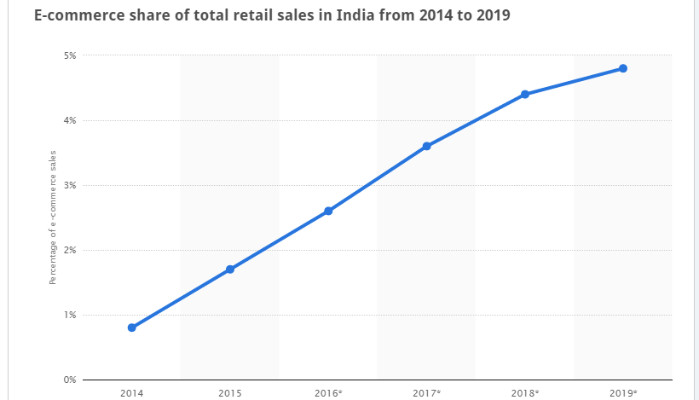 E-commerce share of total retail sales in India from 2014 to 2019
5%
4%
3%
2%
1%
0%
Percentage of e-commerce sales
2014 2015 2016* 2017* 2018* 2019*